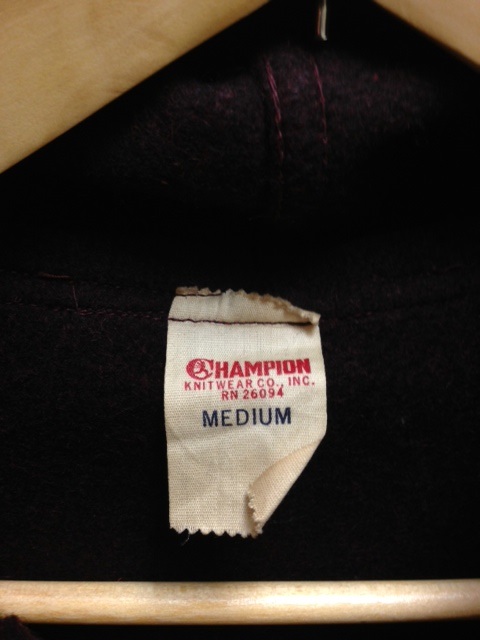 CHAMPION
KNITWEAR CO., INC.
RN 26094
MEDIUM